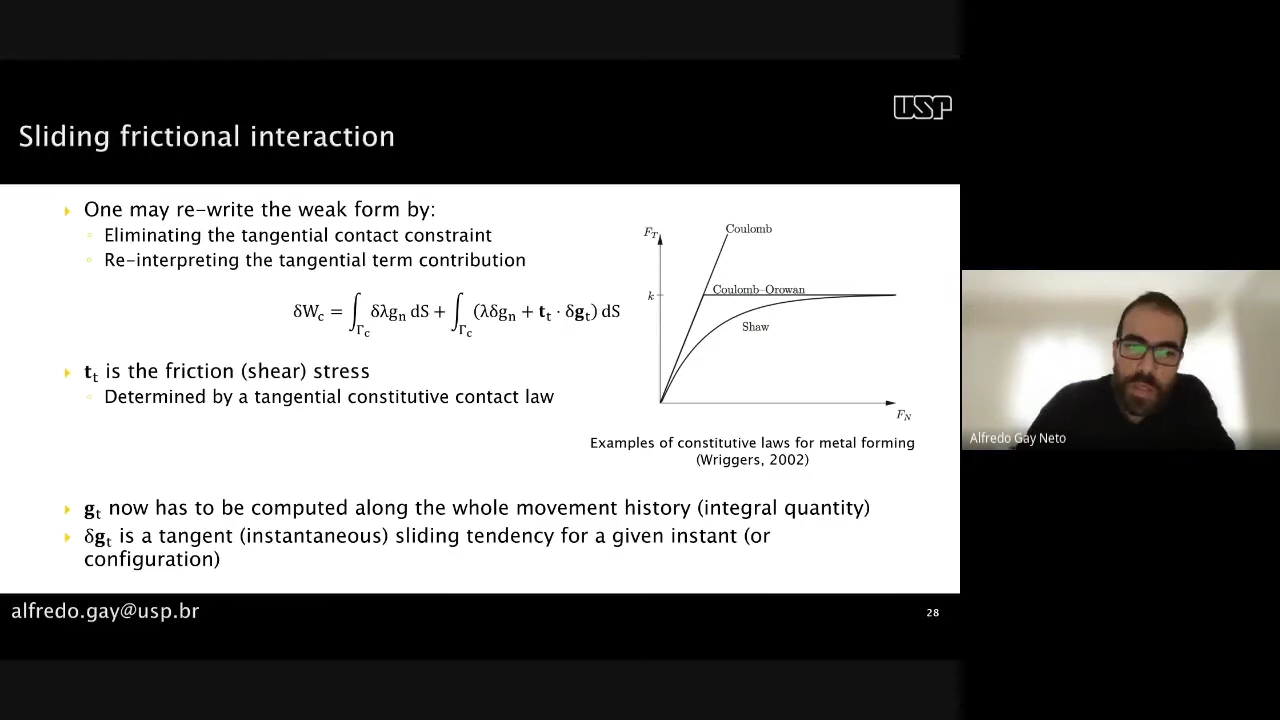 USP
Sliding frictional interaction
One may re-write the weak form by:
Eliminating the tangential contact constraint
Re-interpreting the tangential term contribution
δW_c = ∫_Γc δλg_n dS + ∫_Γc (λδg_n + t_t · δg_t) dS
t_t is the friction (shear) stress
Determined by a tangential constitutive contact law
F_T
Coulomb
k
Coulomb–Orowan
Shaw
F_N
Examples of constitutive laws for metal forming
(Wriggers, 2002)
g_t now has to be computed along the whole movement history (integral quantity)
δg_t is a tangent (instantaneous) sliding tendency for a given instant (or
configuration)
alfredo.gay@usp.br
28
Alfredo Gay Neto